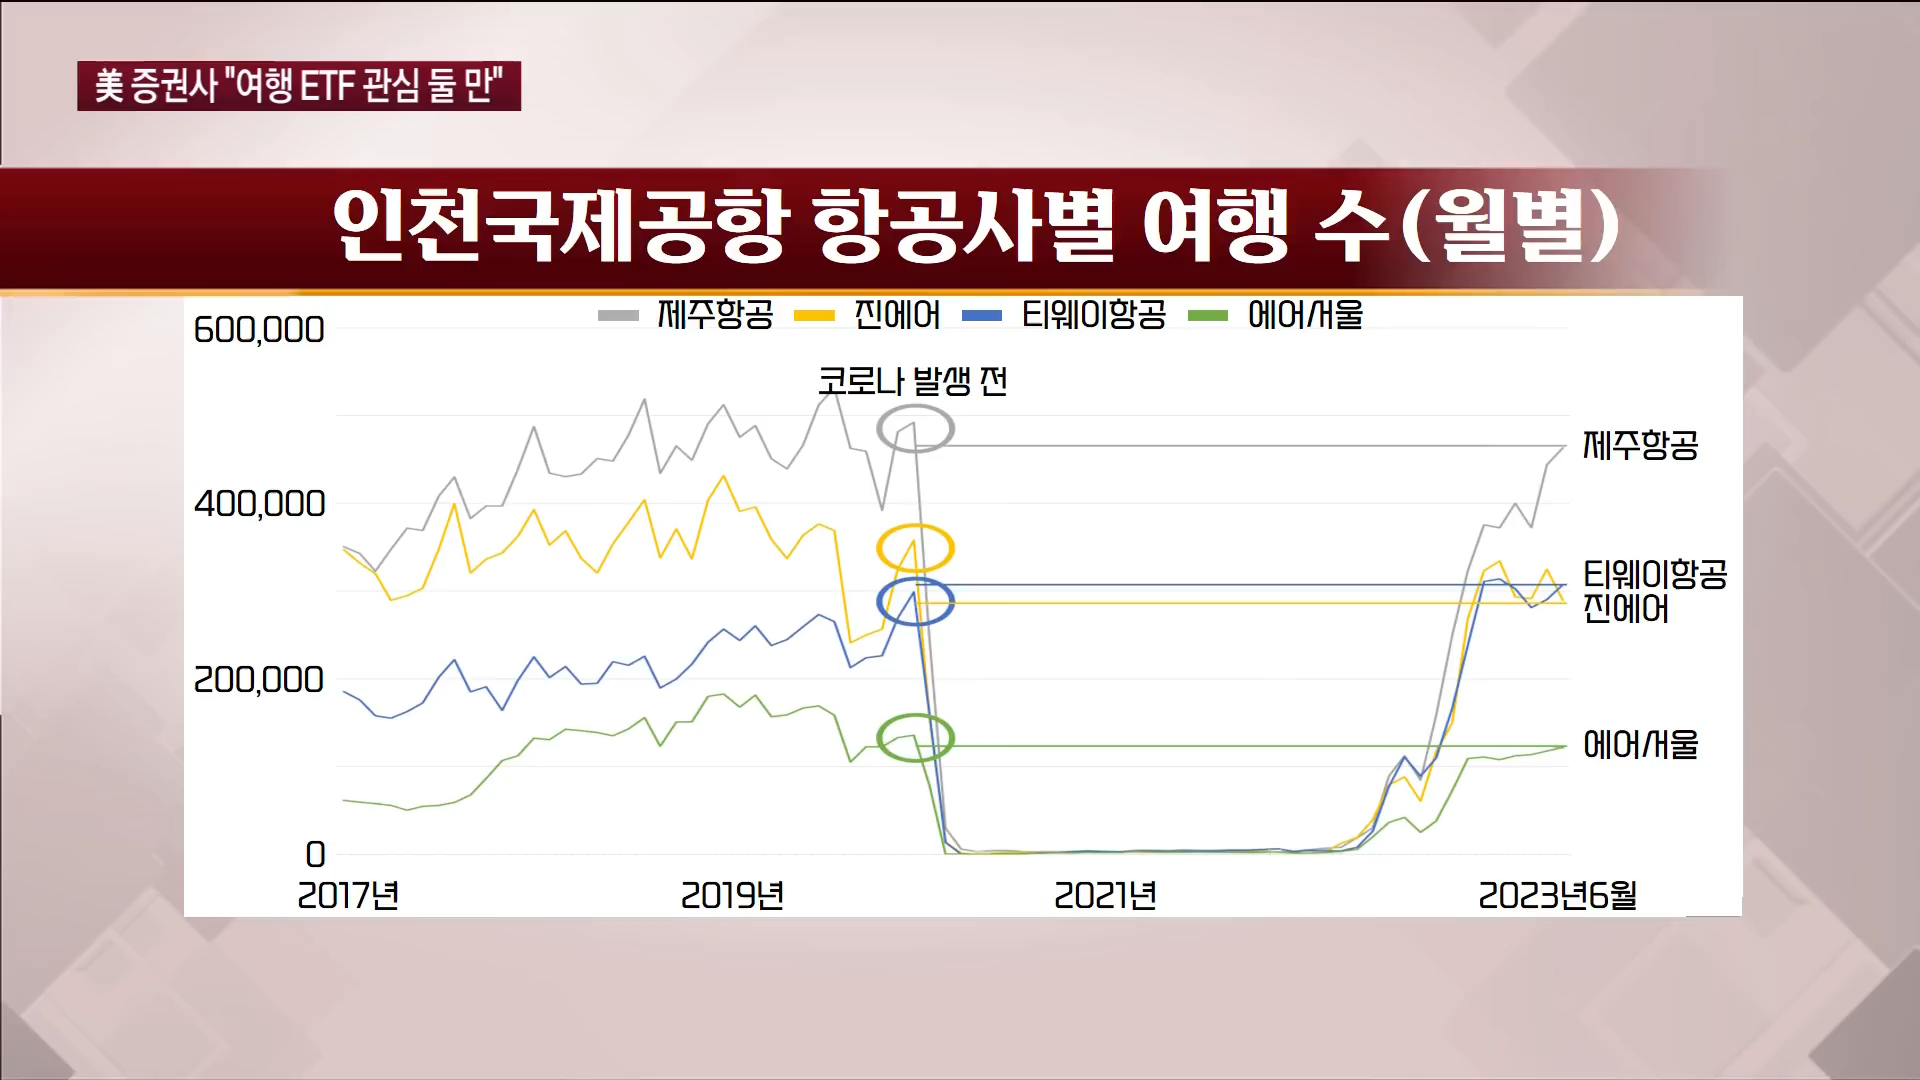 美 증권사 "여행 ETF 관심 둘 만"
인천국제공항 항공사별 여행 수(월별)
제주항공 진에어 티웨이항공 에어서울
600,000
코로나 발생 전
제주항공
400,000
티웨이항공
진에어
200,000
에어서울
0
2017년 2019년 2021년 2023년6월